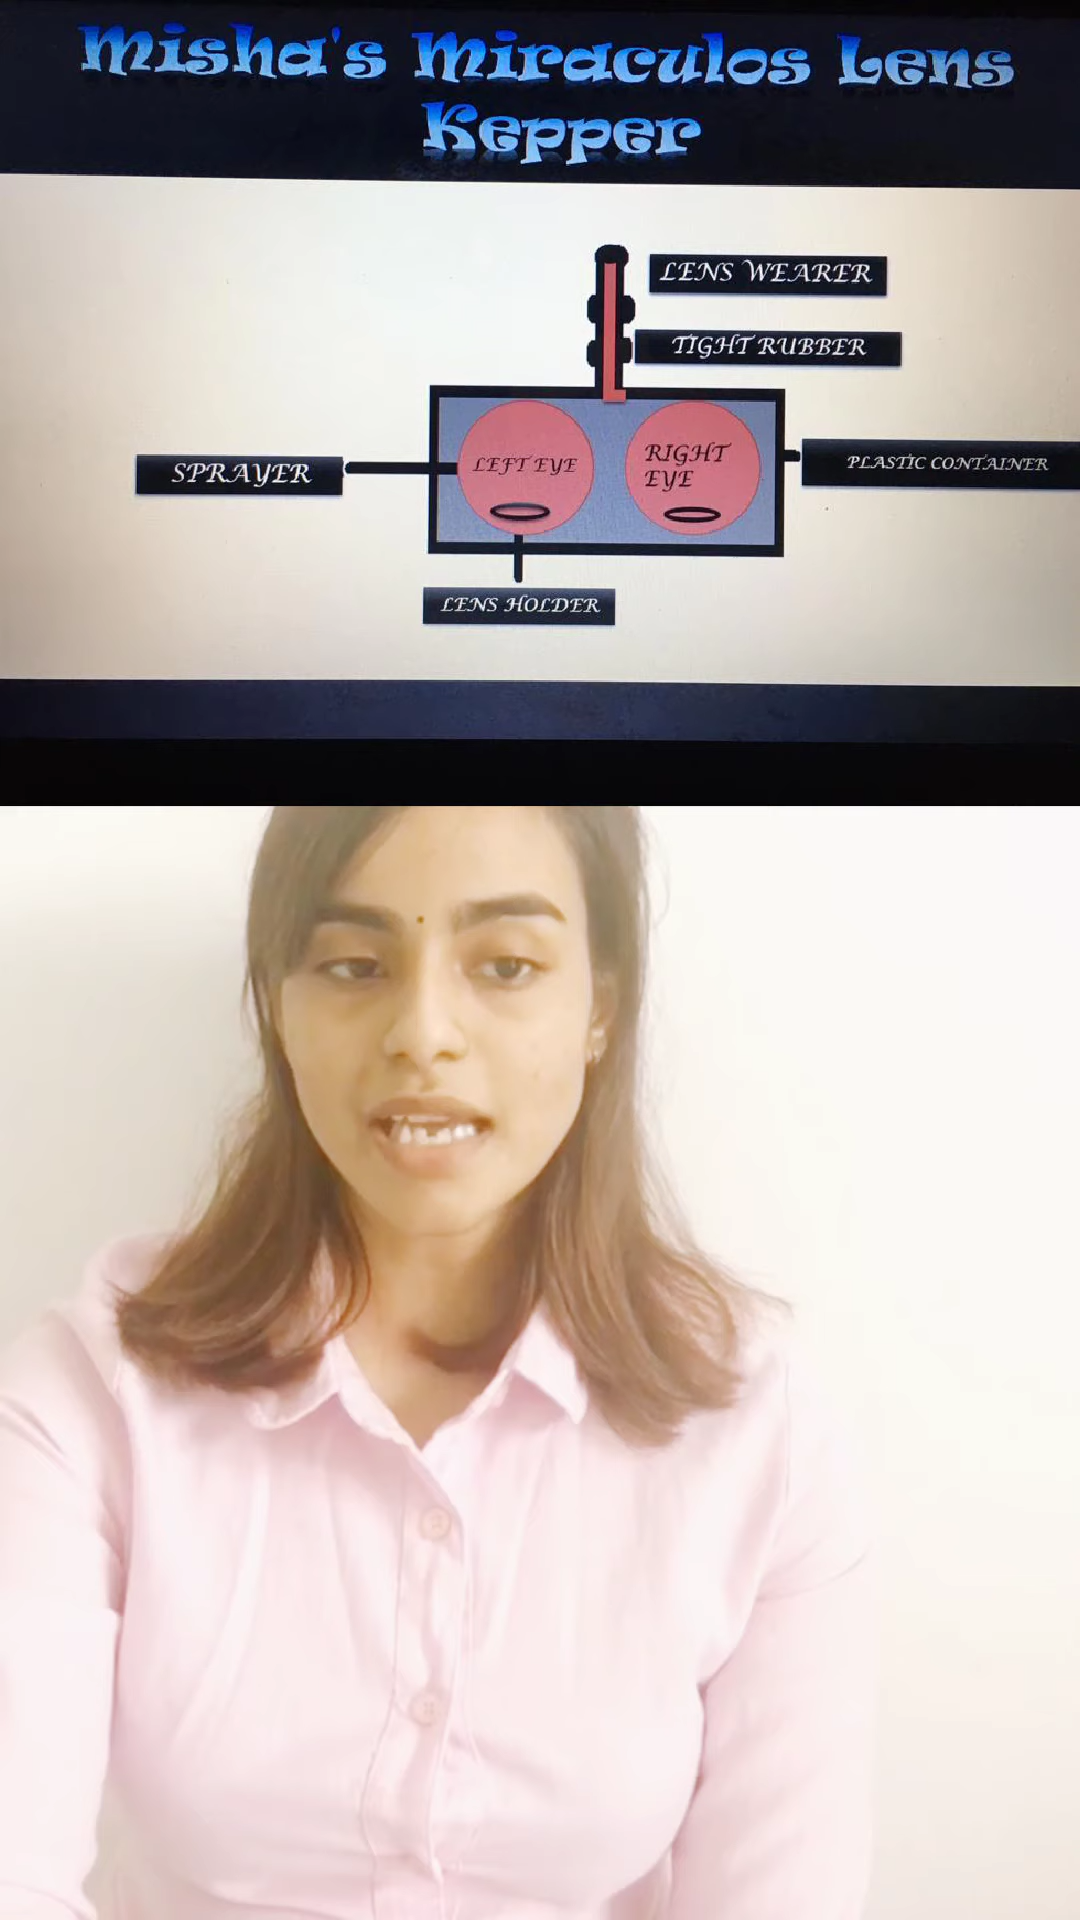 Misha's Miraculos Lens
Kepper
LENS WEARER
TIGHT RUBBER
SPRAYER
LEFT EYE
RIGHT
EYE
PLASTIC CONTAINER
LENS HOLDER